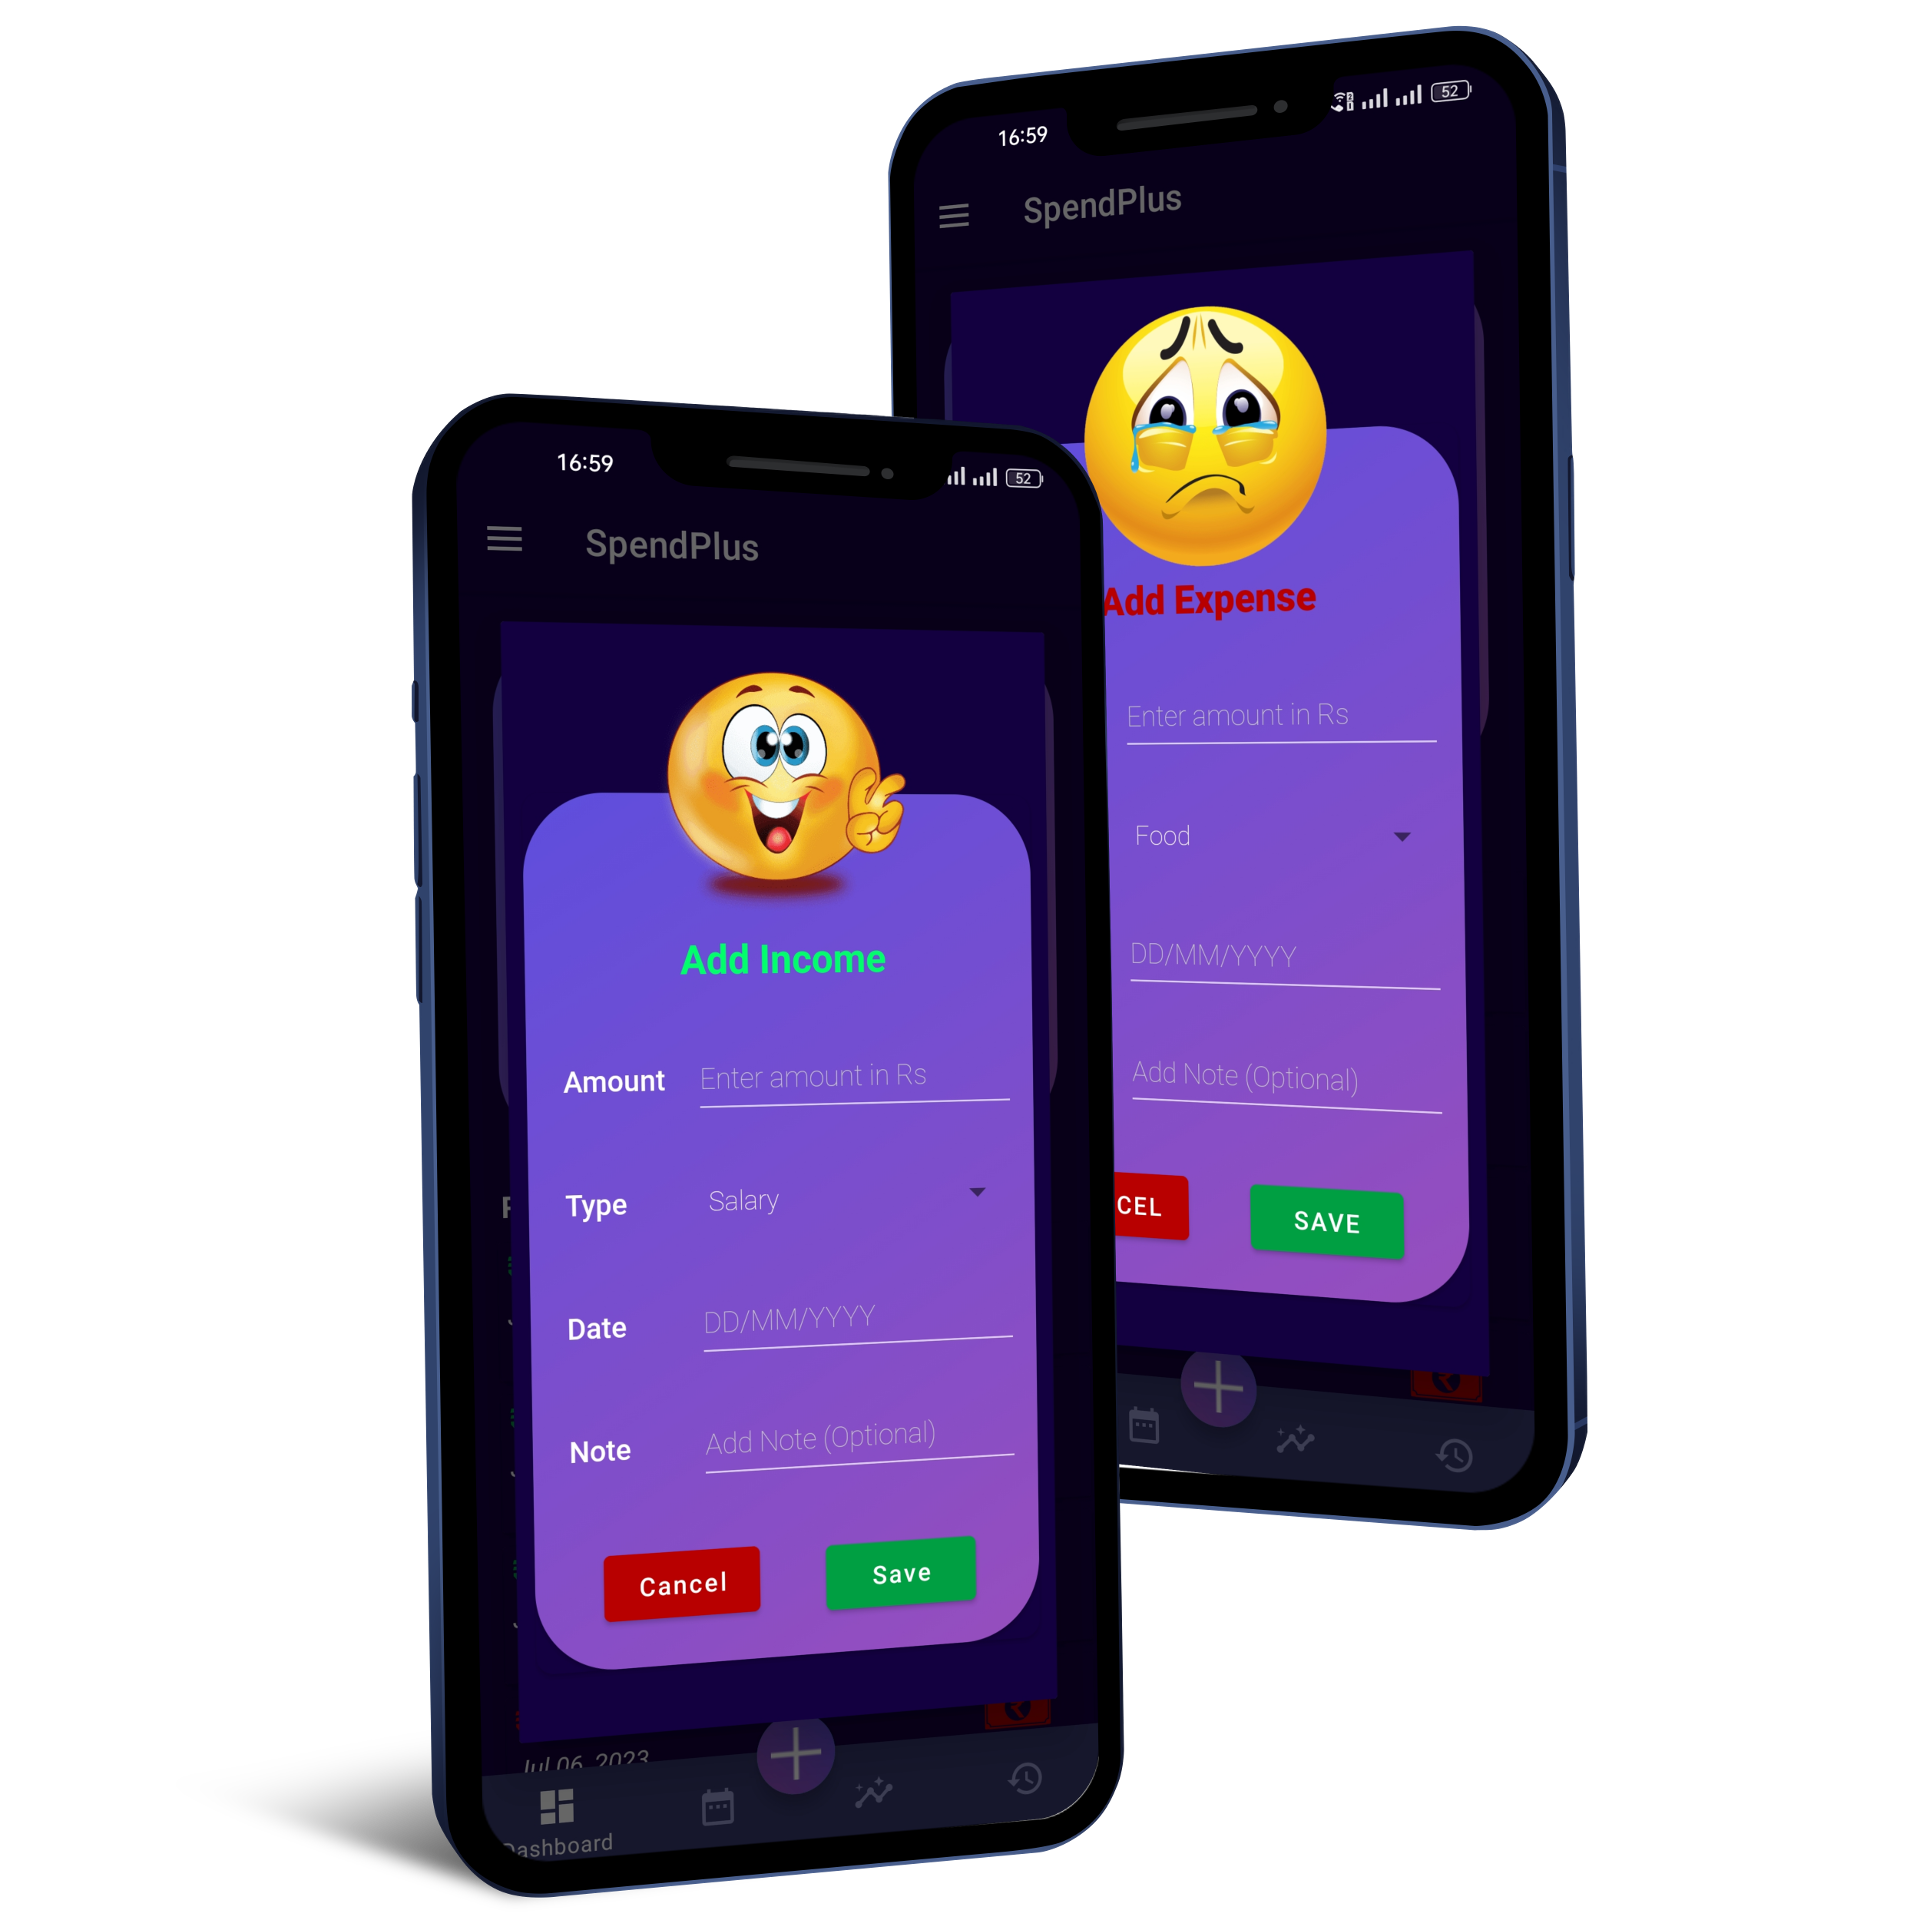 16:59
52
SpendPlus
Add Expense
Enter amount in Rs
Food
DD/MM/YYYY
Add Note (Optional)
CEL
SAVE
16:59
52
SpendPlus
Add Income
Amount
Enter amount in Rs
Type
Salary
Date
DD/MM/YYYY
Note
Add Note (Optional)
Cancel
Save
Jul 06, 2023
Dashboard